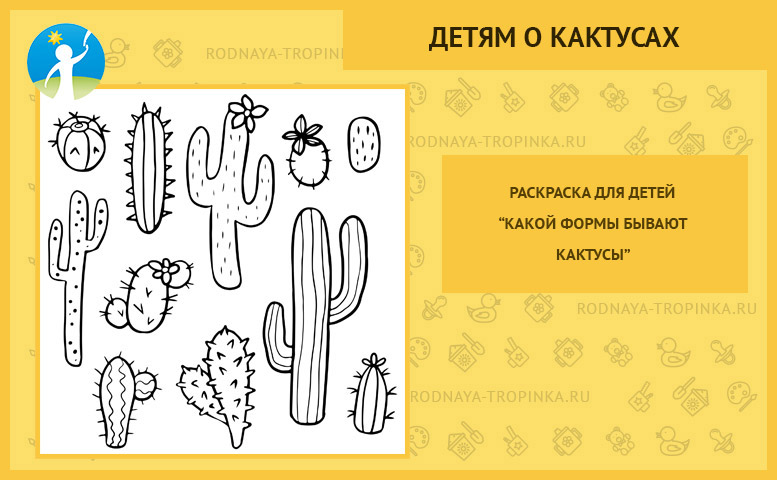 ДЕТЯМ О КАКТУСАХ
RODNAYA-TROPINKA
RODNAYA-TROPINKA.RU
РАСКРАСКА ДЛЯ ДЕТЕЙ
“КАКОЙ ФОРМЫ БЫВАЮТ
КАКТУСЫ”
RODNAYA-TROPINKA.RU
RODNAYA-TROPINKA.RU